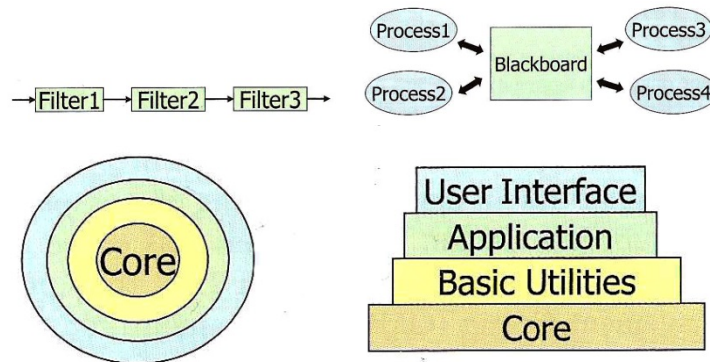 Filter1
Filter2
Filter3
Process1
Process2
Blackboard
Process3
Process4
Core
User Interface
Application
Basic Utilities
Core